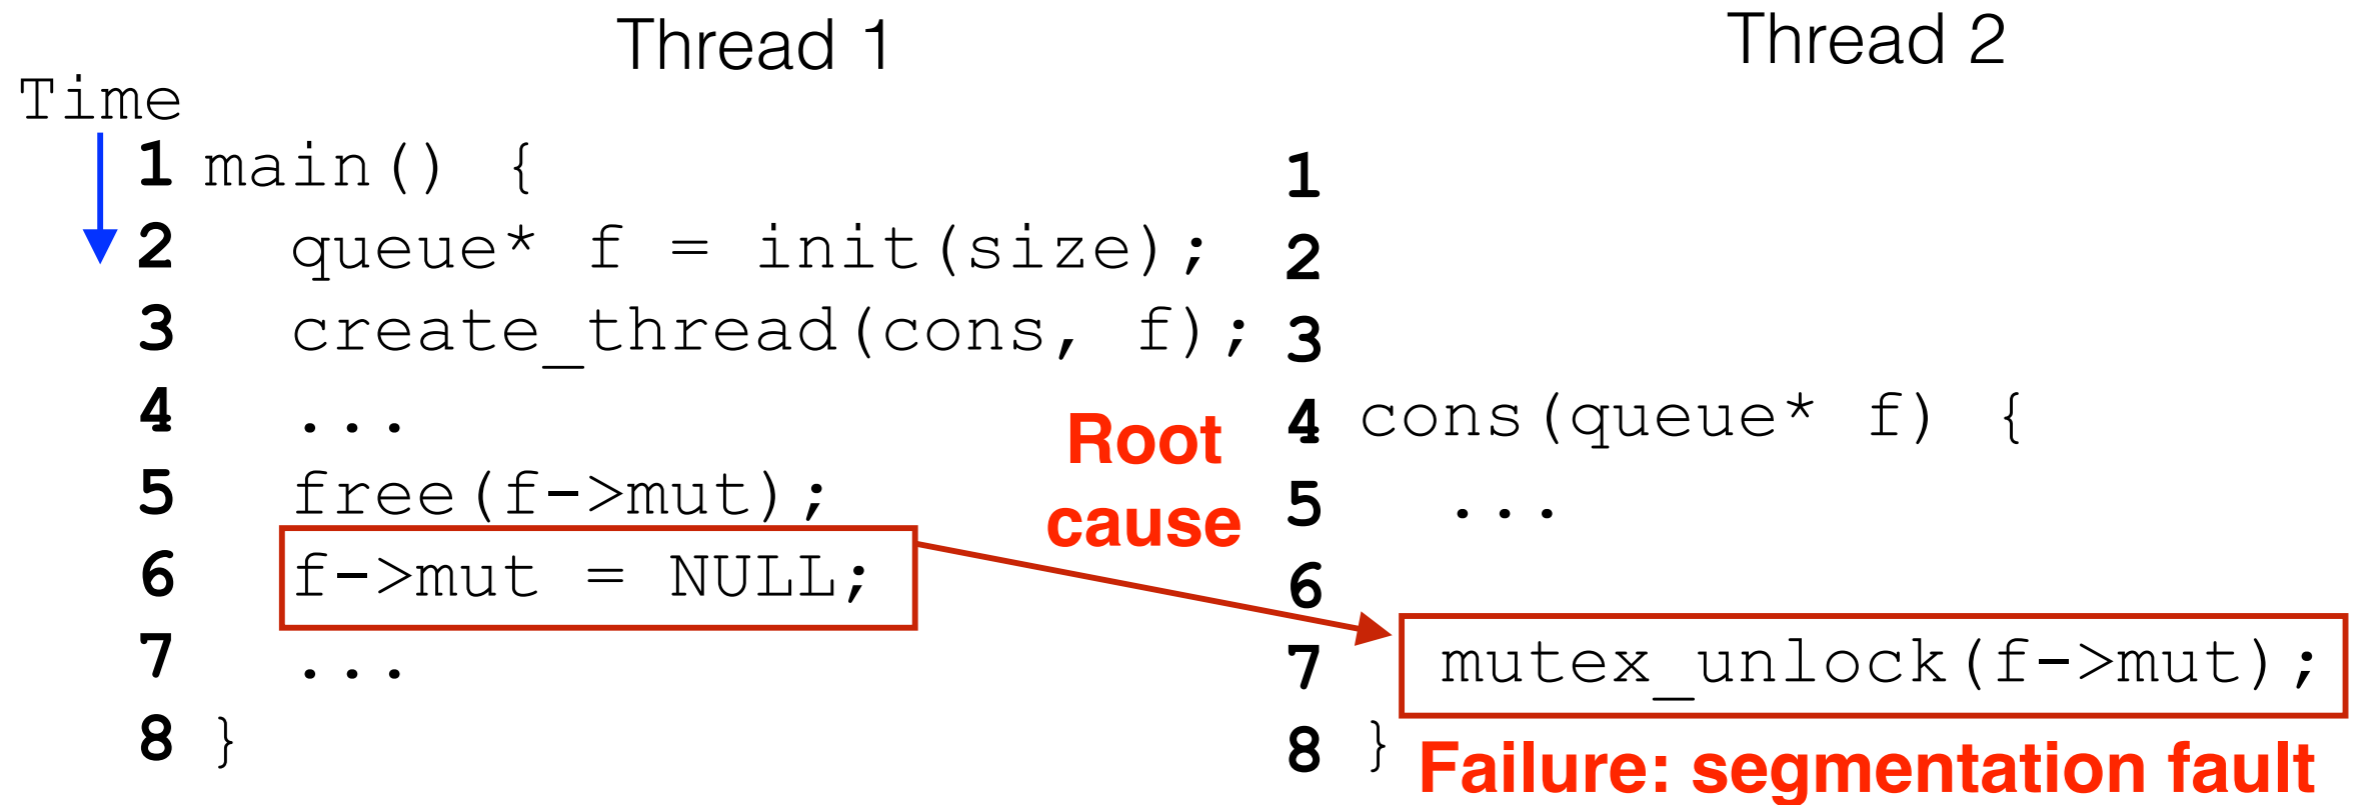 Thread 1
Thread 2
Time
1 main() {
2 queue* f = init(size);
3 create_thread(cons, f);
4 ...
5 free(f->mut);
6 f->mut = NULL;
7 ...
8 }
Root
cause
1
2
3
4 cons(queue* f) {
5 ...
6
7 mutex_unlock(f->mut);
8 }
Failure: segmentation fault